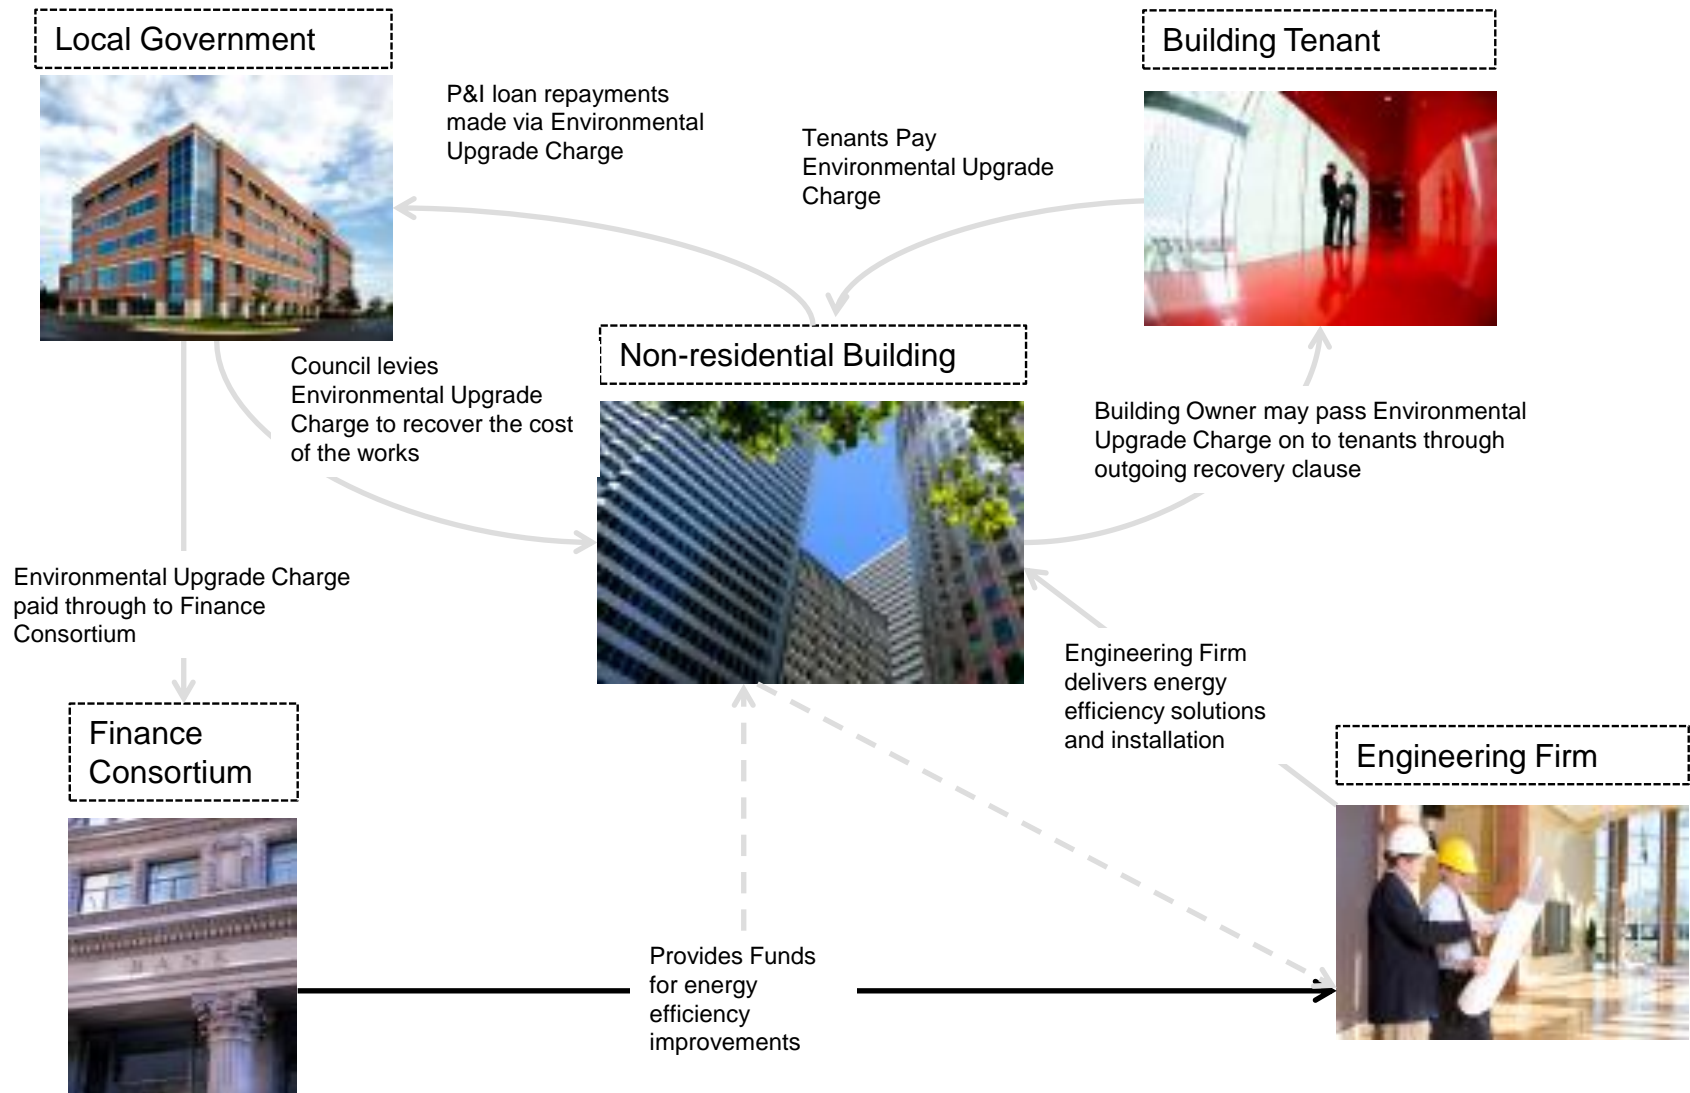 Local Government
Building Tenant
P&I loan repayments
made via Environmental
Upgrade Charge
Tenants Pay
Environmental Upgrade
Charge
Non-residential Building
Council levies
Environmental Upgrade
Charge to recover the cost
of the works
Building Owner may pass Environmental
Upgrade Charge on to tenants through
outgoing recovery clause
Environmental Upgrade Charge
paid through to Finance
Consortium
Engineering Firm
delivers energy
efficiency solutions
and installation
Finance
Consortium
Engineering Firm
BANK
Provides Funds
for energy
efficiency
improvements